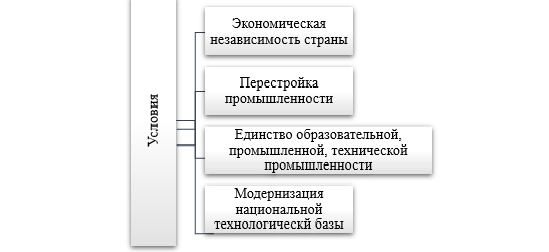 Условия
Экономическая
независимость страны
Перестройка
промышленности
Единство образовательной,
промышленной, технической
промышленности
Модернизация
национальной
технологическй базы